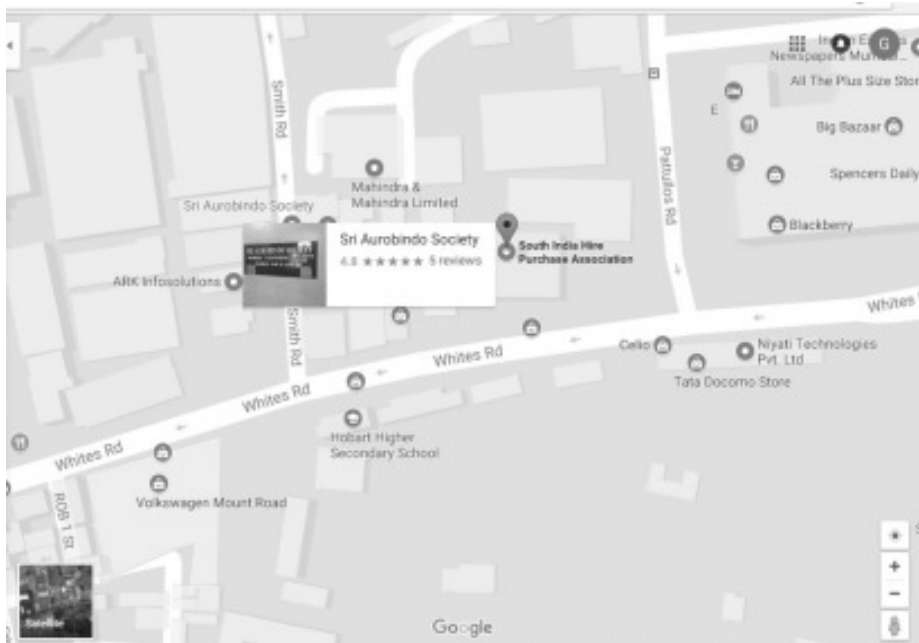 G
Newspapers
All The Plus Size Stor
E
Big Bazaar
Spencers Daily
Blackberry
Smith Rd
Pattullos Rd
Mahindra &
Mahindra Limited
Sri Aurobindo Society
Sri Aurobindo Society
4.8 ★★★★★ 5 reviews
South India Hire
Purchase Association
ARK Infosolutions
Smith Rd
Whites Rd
Whites Rd
Whites Rd
Whites Rd
Celio
Niyati Technologies
Pvt. Ltd
Tata Docomo Store
Hobart Higher
Secondary School
Volkswagen Mount Road
ROB 1 St
Satellite
Google